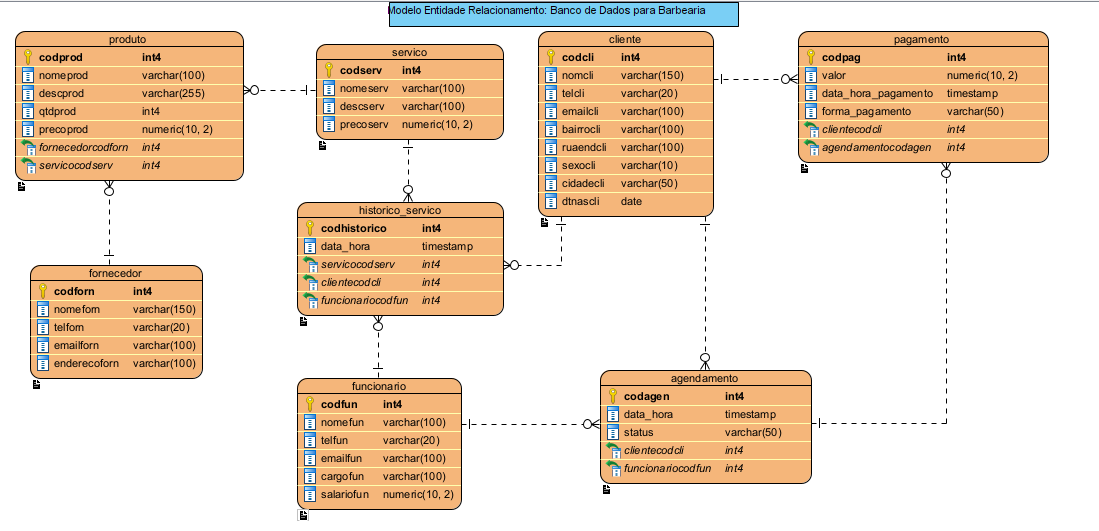 Modelo Entidade Relacionamento: Banco de Dados para Barbearia
produto
codprod int4
nomeprod varchar(100)
descprod varchar(255)
qtdprod int4
precoprod numeric(10, 2)
fornecedorcodforn int4
servicocodserv int4
servico
codserv int4
nomeserv varchar(100)
descserv varchar(100)
precoserv numeric(10, 2)
cliente
codcli int4
nomcli varchar(150)
telcli varchar(20)
emailcli varchar(100)
bairrocli varchar(100)
ruaendcli varchar(100)
sexocli varchar(10)
cidadecli varchar(50)
dtnascli date
pagamento
codpag int4
valor numeric(10, 2)
data_hora_pagamento timestamp
forma_pagamento varchar(50)
clientecodcli int4
agendamentocodagen int4
historico_servico
codhistorico int4
data_hora timestamp
servicocodserv int4
clientecodcli int4
funcionariocodfun int4
fornecedor
codforn int4
nomeforn varchar(150)
telforn varchar(20)
emailforn varchar(100)
enderecoforn varchar(100)
funcionario
codfun int4
nomefun varchar(100)
telfun varchar(20)
emailfun varchar(100)
cargofun varchar(100)
salariofun numeric(10, 2)
agendamento
codagen int4
data_hora timestamp
status varchar(50)
clientecodcli int4
funcionariocodfun int4